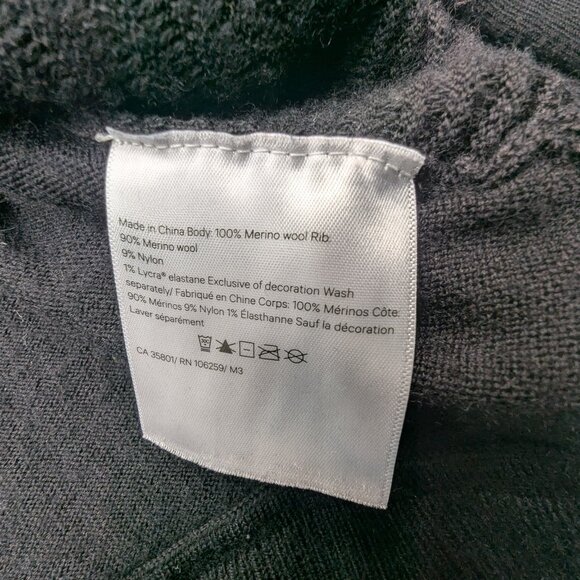 Made in China Body: 100% Merino wool Rib:
90% Merino wool
9% Nylon
1% Lycra® elastane Exclusive of decoration Wash
separately/ Fabriqué en Chine Corps: 100% Mérinos Côte:
90% Mérinos 9% Nylon 1% Élasthanne Sauf la décoration
Laver séparément
CA 35801/ RN 106259/ M3